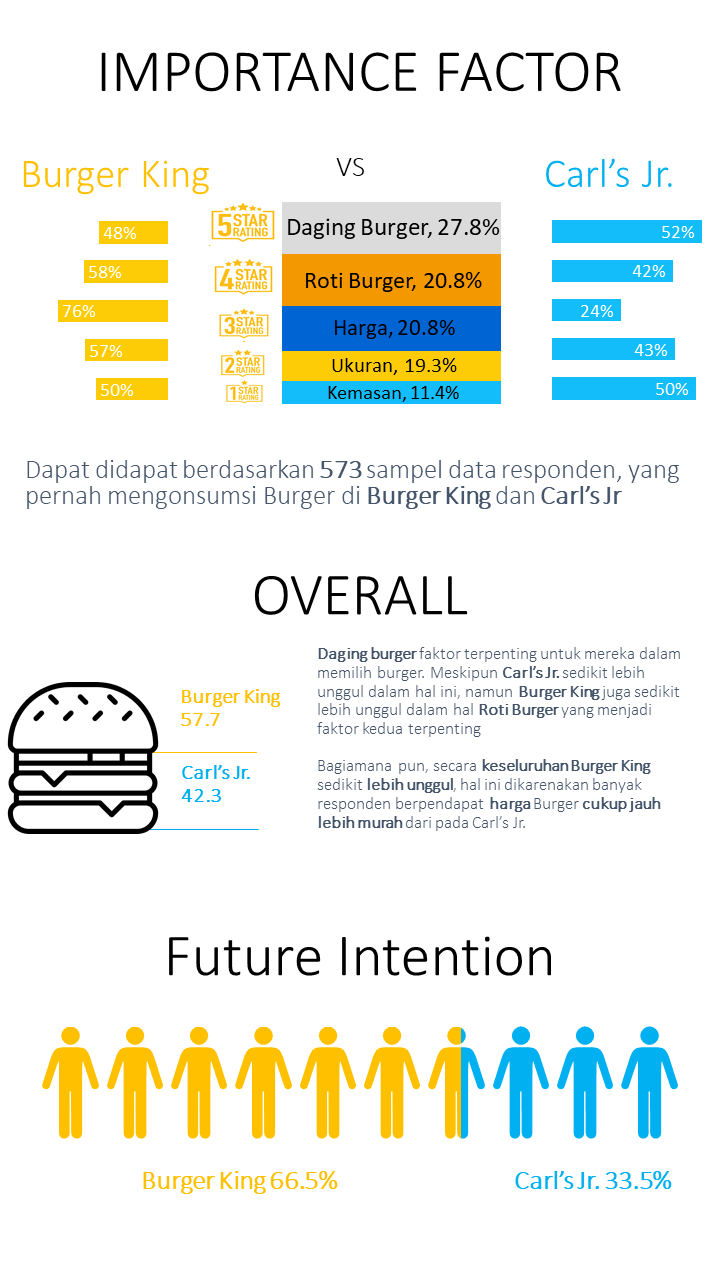 IMPORTANCE FACTOR
Burger King
VS
Carl's Jr.
48%
5 STAR RATING
Daging Burger, 27.8%
52%
58%
4 STAR RATING
Roti Burger, 20.8%
42%
76%
3 STAR RATING
Harga, 20.8%
24%
57%
2 STAR RATING
Ukuran, 19.3%
43%
50%
1 STAR RATING
Kemasan, 11.4%
50%
Dapat didapat berdasarkan 573 sampel data responden, yang
pernah mengonsumsi Burger di Burger King dan Carl's Jr
OVERALL
Burger King
57.7
Carl's Jr.
42.3
Daging burger faktor terpenting untuk mereka dalam
memilih burger. Meskipun Carl's Jr. sedikit lebih
unggul dalam hal ini, namun Burger King juga sedikit
lebih unggul dalam hal Roti Burger yang menjadi
faktor kedua terpenting
Bagiamana pun, secara keseluruhan Burger King
sedikit lebih unggul, hal ini dikarenakan banyak
responden berpendapat harga Burger cukup jauh
lebih murah dari pada Carl's Jr.
Future Intention
Burger King 66.5%
Carl's Jr. 33.5%